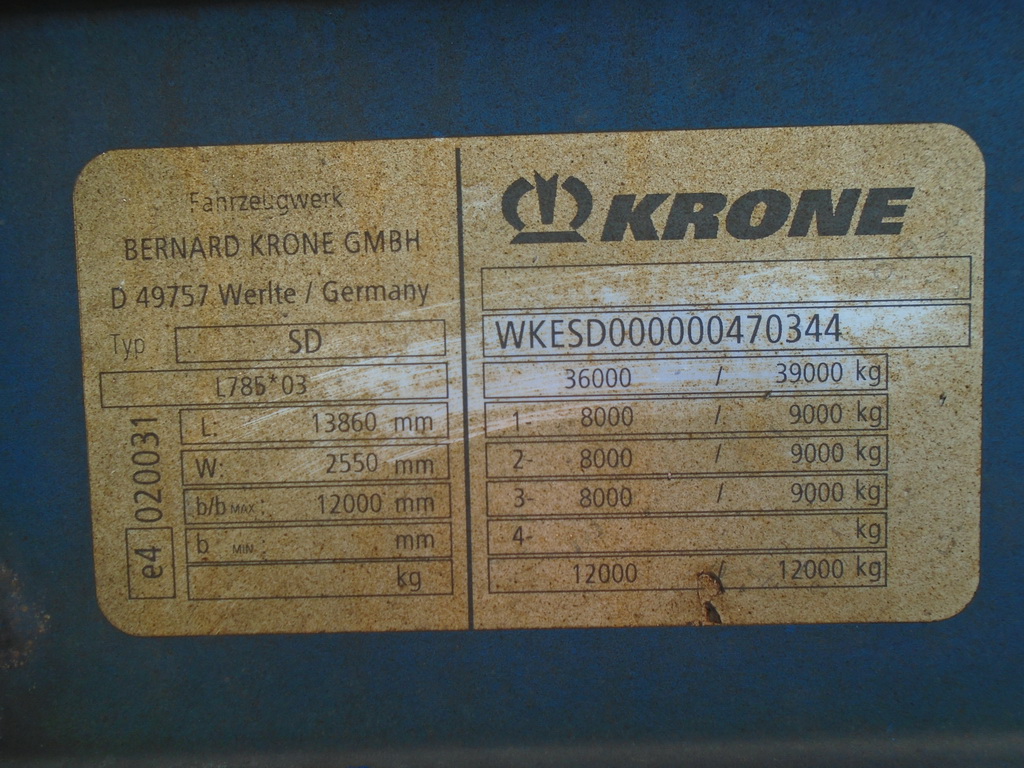 Fahrzeugwerk
BERNARD KRONE GMBH
D 49757 Werlte / Germany
Typ SD
L785*03
L: 13860 mm
W: 2550 mm
b/b MAX : 12000 mm
b MIN : mm
kg
e4 020031
KRONE
WKESD000000470344
36000 / 39000 kg
1- 8000 / 9000 kg
2- 8000 / 9000 kg
3- 8000 / 9000 kg
4- kg
12000 / 12000 kg